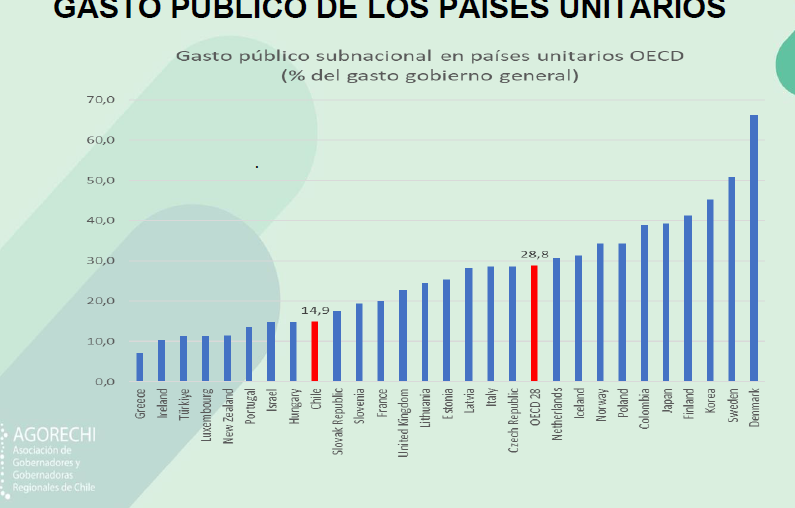 GASTO PÚBLICO DE LOS PAÍSES UNITARIOS
Gasto público subnacional en países unitarios OECD
(% del gasto gobierno general)
70,0
60,0
50,0
40,0
30,0
20,0
10,0
0,0
14,9
28,8
Greece
Ireland
Türkiye
Luxembourg
New Zealand
Portugal
Israel
Hungary
Chile
Slovak Republic
Slovenia
France
United Kingdom
Lithuania
Estonia
Latvia
Italy
Czech Republic
OECD 28
Netherlands
Iceland
Norway
Poland
Colombia
Japan
Finland
Korea
Sweden
Denmark
AGORECHI
Asociación de
Gobernadores y
Gobernadoras
Regionales de Chile